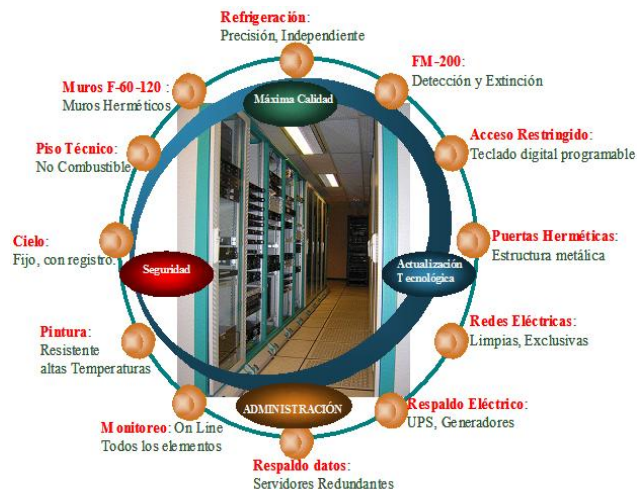 Refrigeración:
Precisión, Independiente
FM-200:
Detección y Extinción
Acceso Restringido:
Teclado digital programable
Puertas Herméticas:
Estructura metálica
Redes Eléctricas:
Limpias, Exclusivas
Respaldo Eléctrico:
UPS, Generadores
Respaldo datos:
Servidores Redundantes
Monitoreo: On Line
Todos los elementos
Pintura:
Resistente
altas Temperaturas
Cielo:
Fijo, con registro.
Piso Técnico:
No Combustible
Muros F-60-120 :
Muros Herméticos
Máxima Calidad
Actualización
Tecnológica
ADMINISTRACIÓN
Seguridad